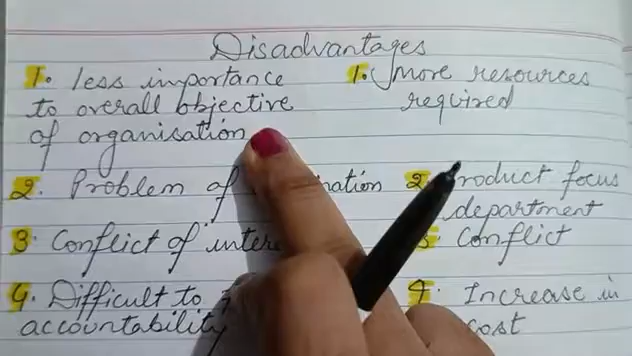 Disadvantages
1. less importance
to overall objective
of organisation
2. Problem of
3. Conflict of
4. Difficult to
accountability
1. more resources
required
2. Product focus
department
3. Conflict
4. Increase in
cost